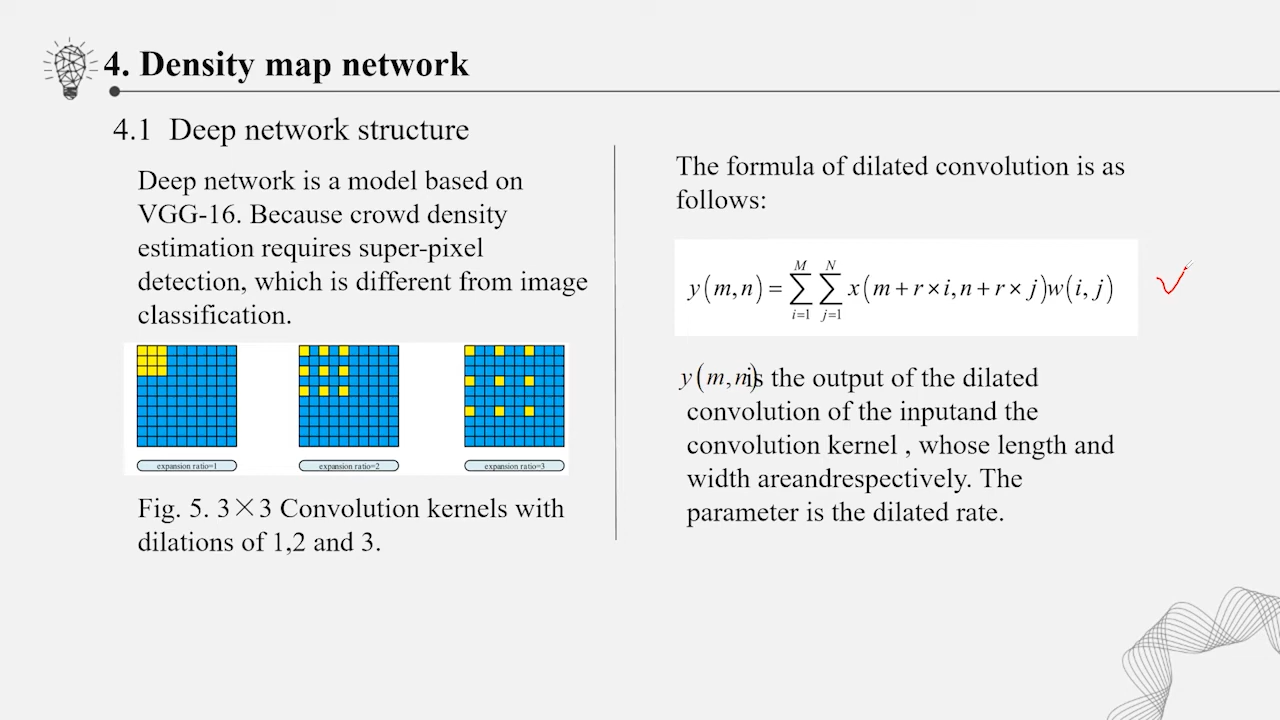 4. Density map network
4.1 Deep network structure
Deep network is a model based on
VGG-16. Because crowd density
estimation requires super-pixel
detection, which is different from image
classification.
expansion ratio=1
expansion ratio=2
expansion ratio=3
Fig. 5. 3×3 Convolution kernels with
dilations of 1,2 and 3.
The formula of dilated convolution is as
follows:
y(m,n) = ∑_{i=1}^{M} ∑_{j=1}^{N} x(m+r×i,n+r×j)w(i,j)
y(m,n) is the output of the dilated
convolution of the inputand the
convolution kernel , whose length and
width areandrespectively. The
parameter is the dilated rate.